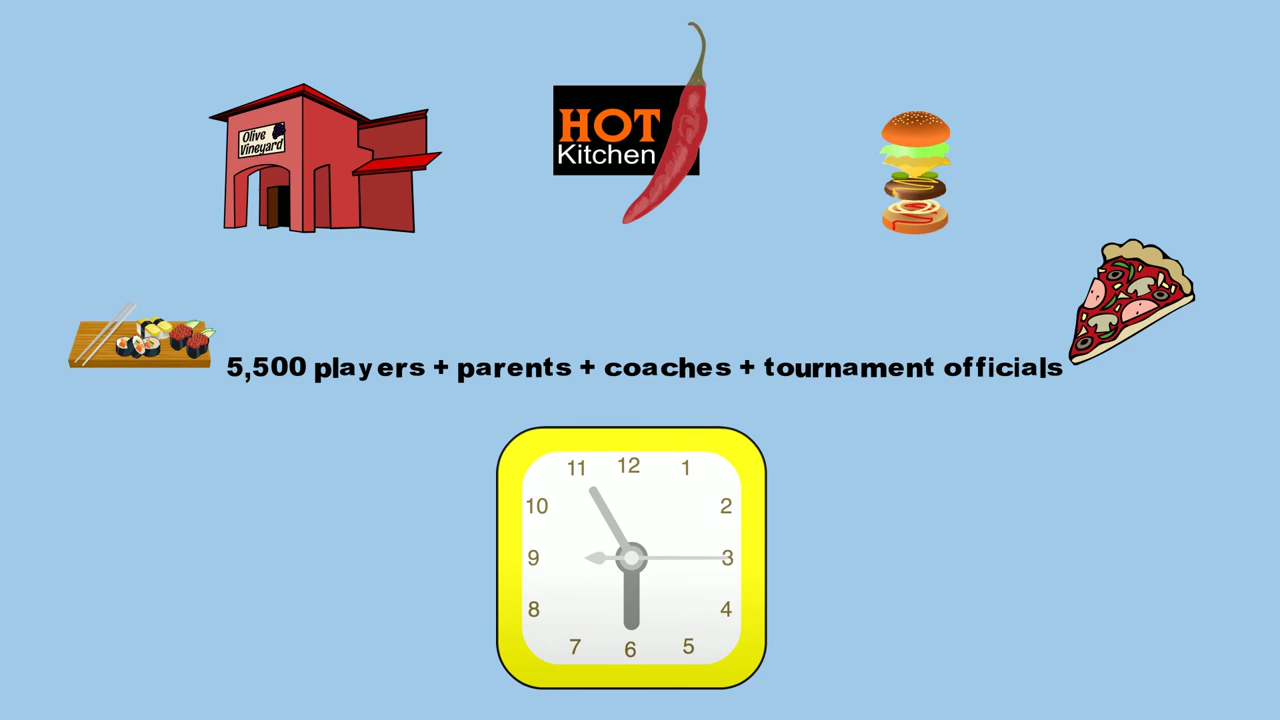 Olive
Vineyard
HOT
Kitchen
5,500 players + parents + coaches + tournament officials
11 12 1
10 2
9 3
8 4
7 6 5